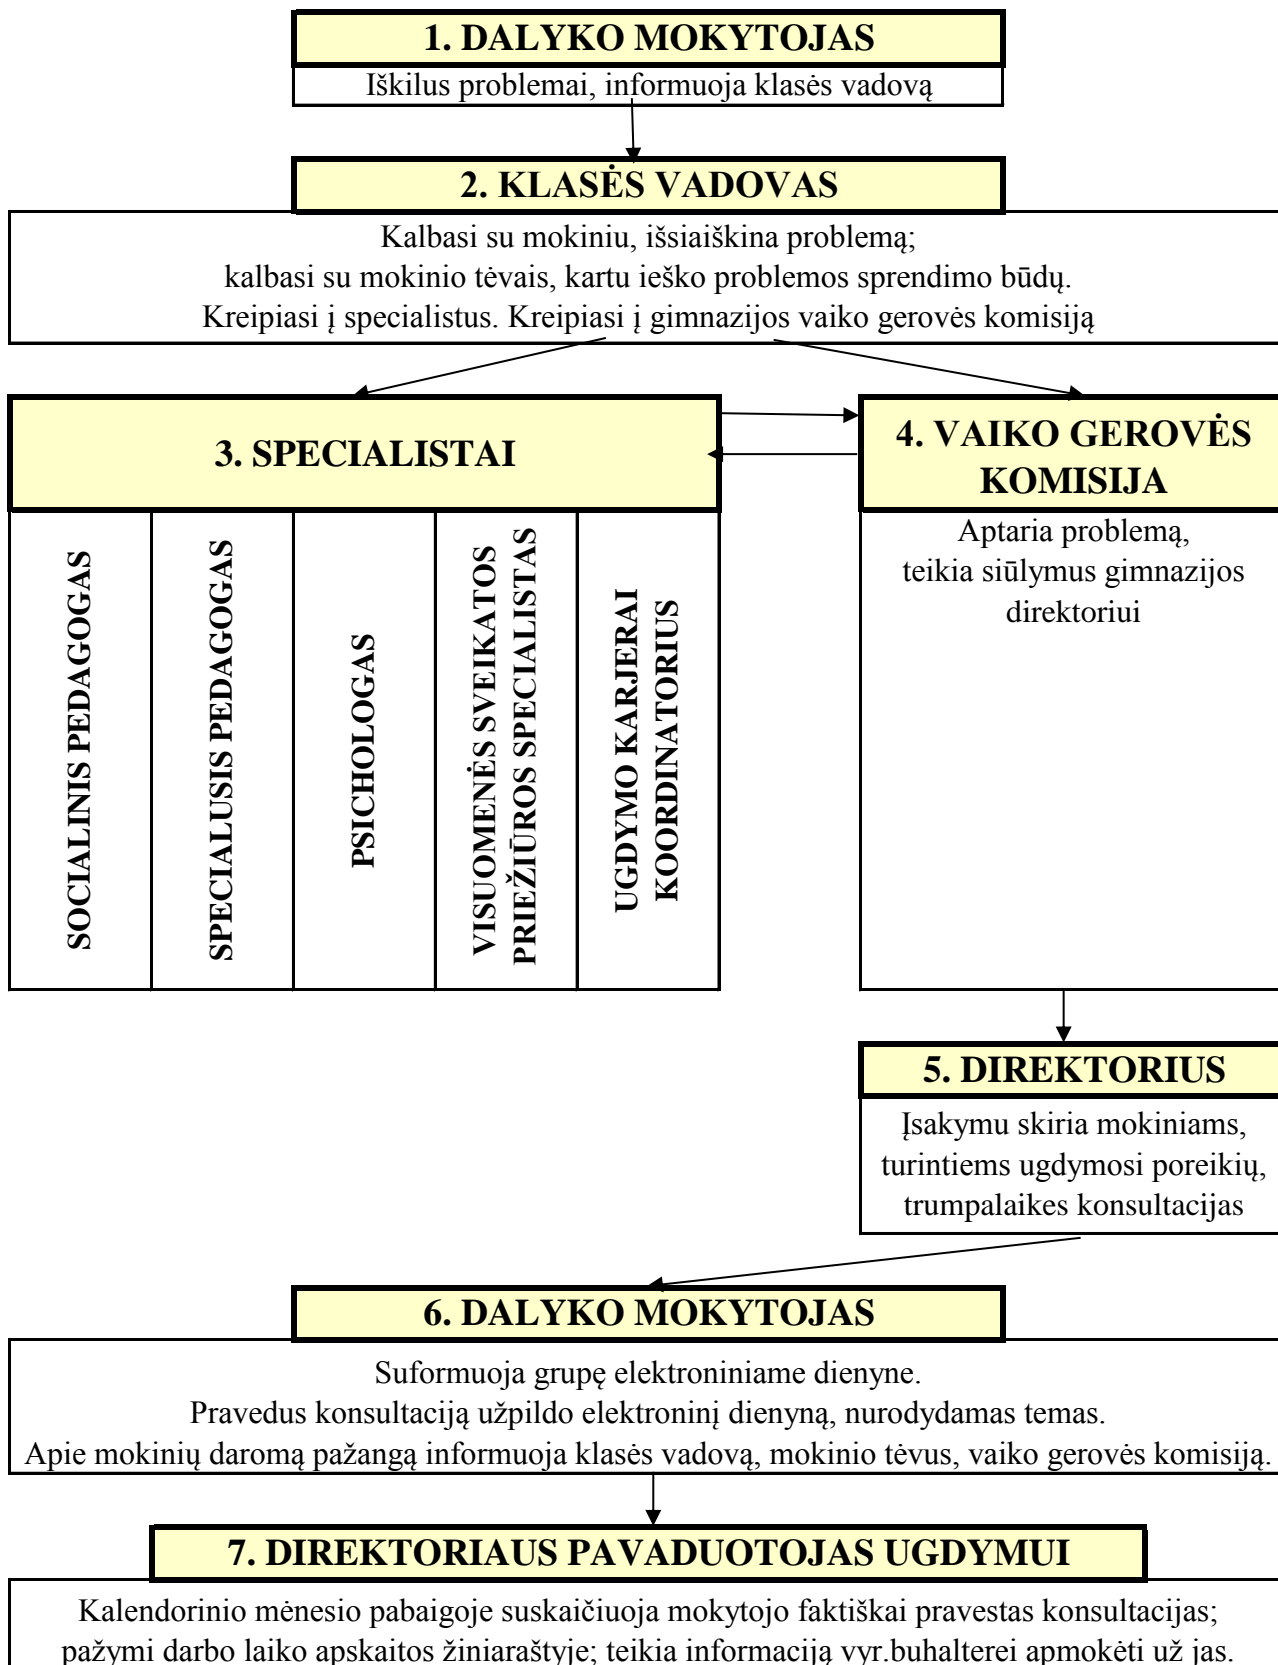 1. DALYKO MOKYTOJAS
Iškilus problemai, informuoja klasės vadovą
2. KLASĖS VADOVAS
Kalbasi su mokiniu, išsiaiškina problemą;
kalbasi su mokinio tėvais, kartu ieško problemos sprendimo būdų.
Kreipiasi į specialistus. Kreipiasi į gimnazijos vaiko gerovės komisiją
3. SPECIALISTAI
SOCIALINIS PEDAGOGAS
SPECIALUSIS PEDAGOGAS
PSICHOLOGAS
VISUOMENĖS SVEIKATOS
PRIEŽIŪROS SPECIALISTAS
UGDYMO KARJERAI
KOORDINATORIUS
4. VAIKO GEROVĖS
KOMISIJA
Aptaria problemą,
teikia siūlymus gimnazijos
direktoriui
5. DIREKTORIUS
Įsakymu skiria mokiniams,
turintiems ugdymosi poreikių,
trumpalaikes konsultacijas
6. DALYKO MOKYTOJAS
Suformuoja grupę elektroniniame dienyne.
Pravedus konsultaciją užpildo elektroninį dienyną, nurodydamas temas.
Apie mokinių daromą pažangą informuoja klasės vadovą, mokinio tėvus, vaiko gerovės komisiją.
7. DIREKTORIAUS PAVADUOTOJAS UGDYMUI
Kalendorinio mėnesio pabaigoje suskaičiuoja mokytojo faktiškai pravestas konsultacijas;
pažymi darbo laiko apskaitos žiniaraštyje; teikia informaciją vyr.buhalterei apmokėti už jas.